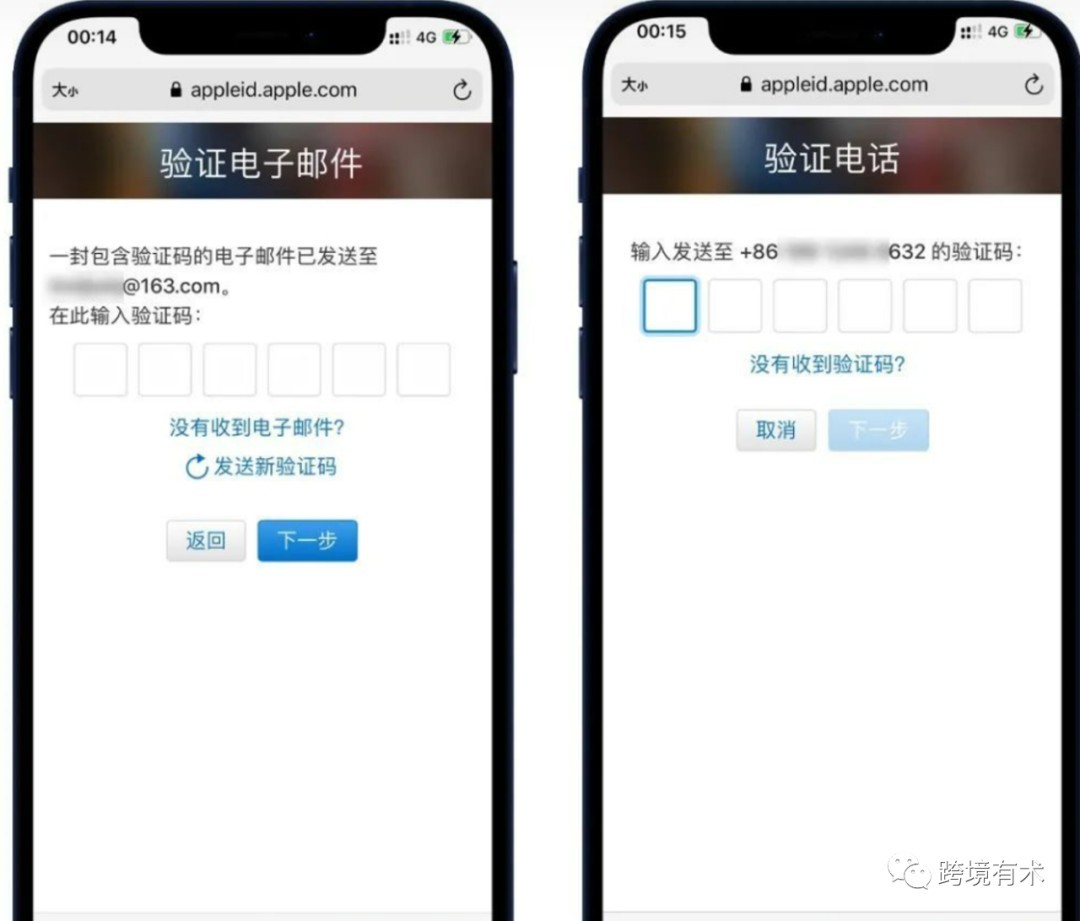 00:14
4G
大小
appleid.apple.com
验证电子邮件
一封包含验证码的电子邮件已发送至
@163.com。
在此输入验证码：
没有收到电子邮件？
发送新验证码
返回
下一步
00:15
4G
大小
appleid.apple.com
验证电话
输入发送至 +86 632 的验证码：
没有收到验证码？
取消
下一步
跨境有术